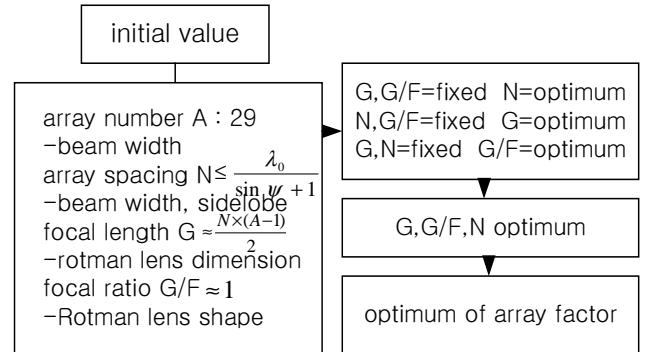 initial value
array number A : 29
-beam width
array spacing N ≤ λ₀ / (sin ψ + 1)
-beam width, sidelobe
focal length G ≈ N×(A-1) / 2
-rotman lens dimension
focal ratio G/F ≈ 1
-Rotman lens shape
G,G/F=fixed N=optimum
N,G/F=fixed G=optimum
G,N=fixed G/F=optimum
G,G/F,N optimum
optimum of array factor